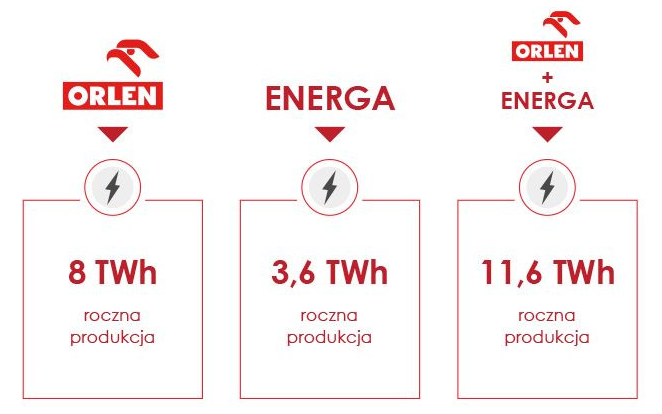 ORLEN
8 TWh
roczna
produkcja
ENERGA
3,6 TWh
roczna
produkcja
ORLEN
+
ENERGA
11,6 TWh
roczna
produkcja